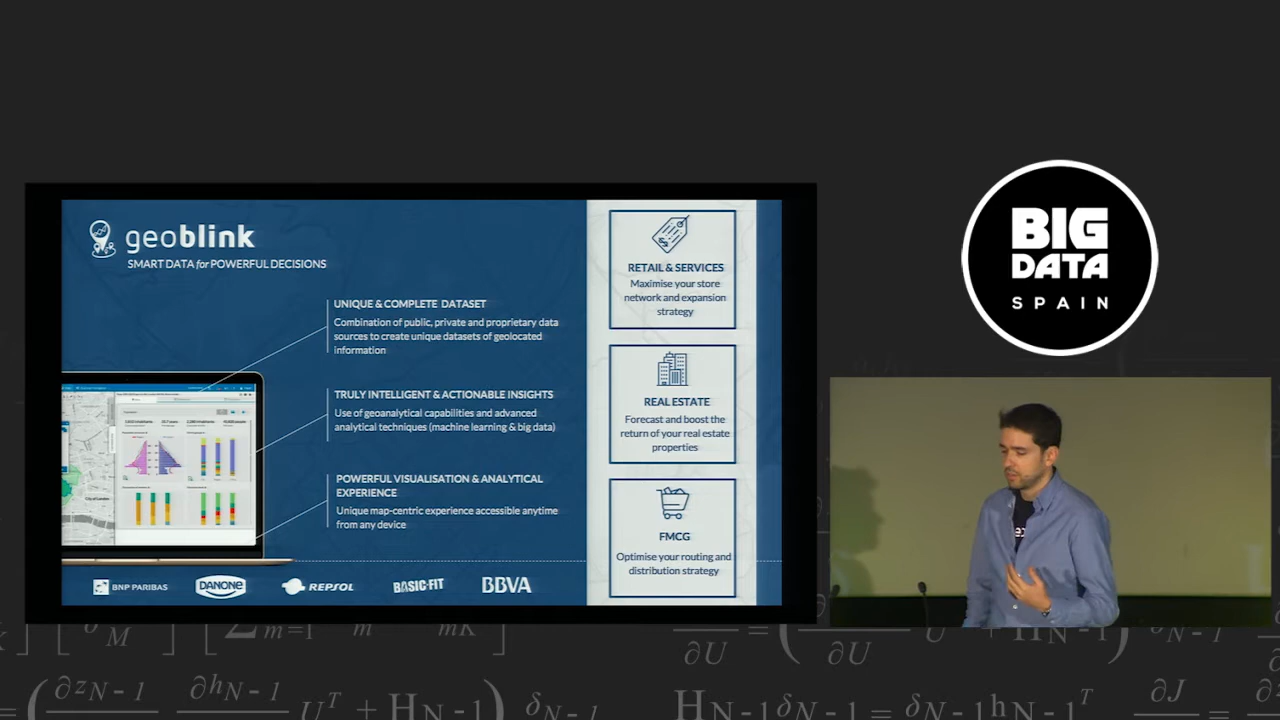 geoblink
SMART DATA for POWERFUL DECISIONS
UNIQUE & COMPLETE DATASET
Combination of public, private and proprietary data
sources to create unique datasets of geolocated
information
TRULY INTELLIGENT & ACTIONABLE INSIGHTS
Use of geoanalytical capabilities and advanced
analytical techniques (machine learning & big data)
POWERFUL VISUALISATION & ANALYTICAL
EXPERIENCE
Unique map-centric experience accessible anytime
from any device
City of London
BNP PARIBAS
DANONE
REPSOL
BASIC-FIT
BBVA
RETAIL & SERVICES
Maximise your store
network and expansion
strategy
REAL ESTATE
Forecast and boost the
return of your real estate
properties
FMCG
Optimise your routing and
distribution strategy
BIG
DATA
SPAIN